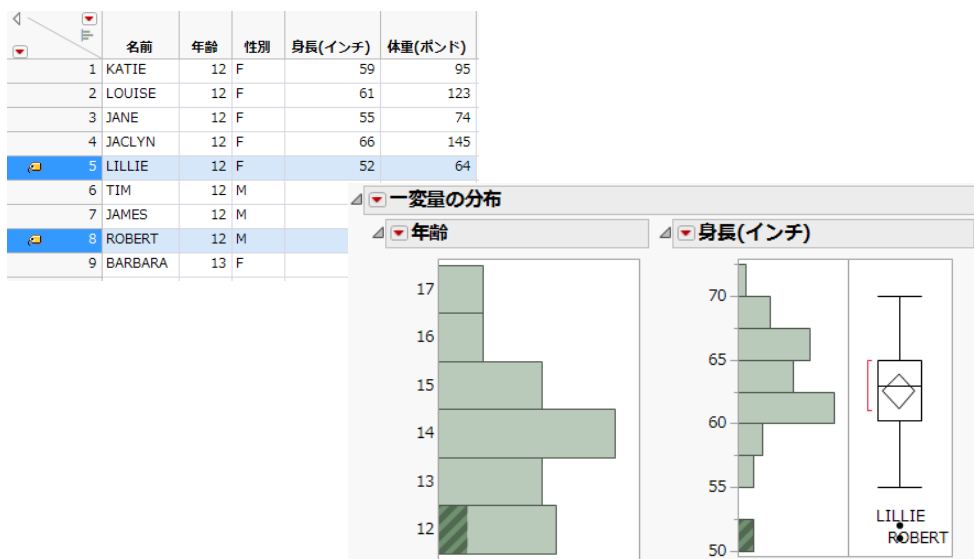 名前 年齢 性別 身長(インチ) 体重(ポンド)
1 KATIE 12 F 59 95
2 LOUISE 12 F 61 123
3 JANE 12 F 55 74
4 JACLYN 12 F 66 145
5 LILLIE 12 F 52 64
6 TIM 12 M
7 JAMES 12 M
8 ROBERT 12 M
9 BARBARA 13 F
一変量の分布
年齢
17
16
15
14
13
12
身長(インチ)
70
65
60
55
50
LILLIE
ROBERT